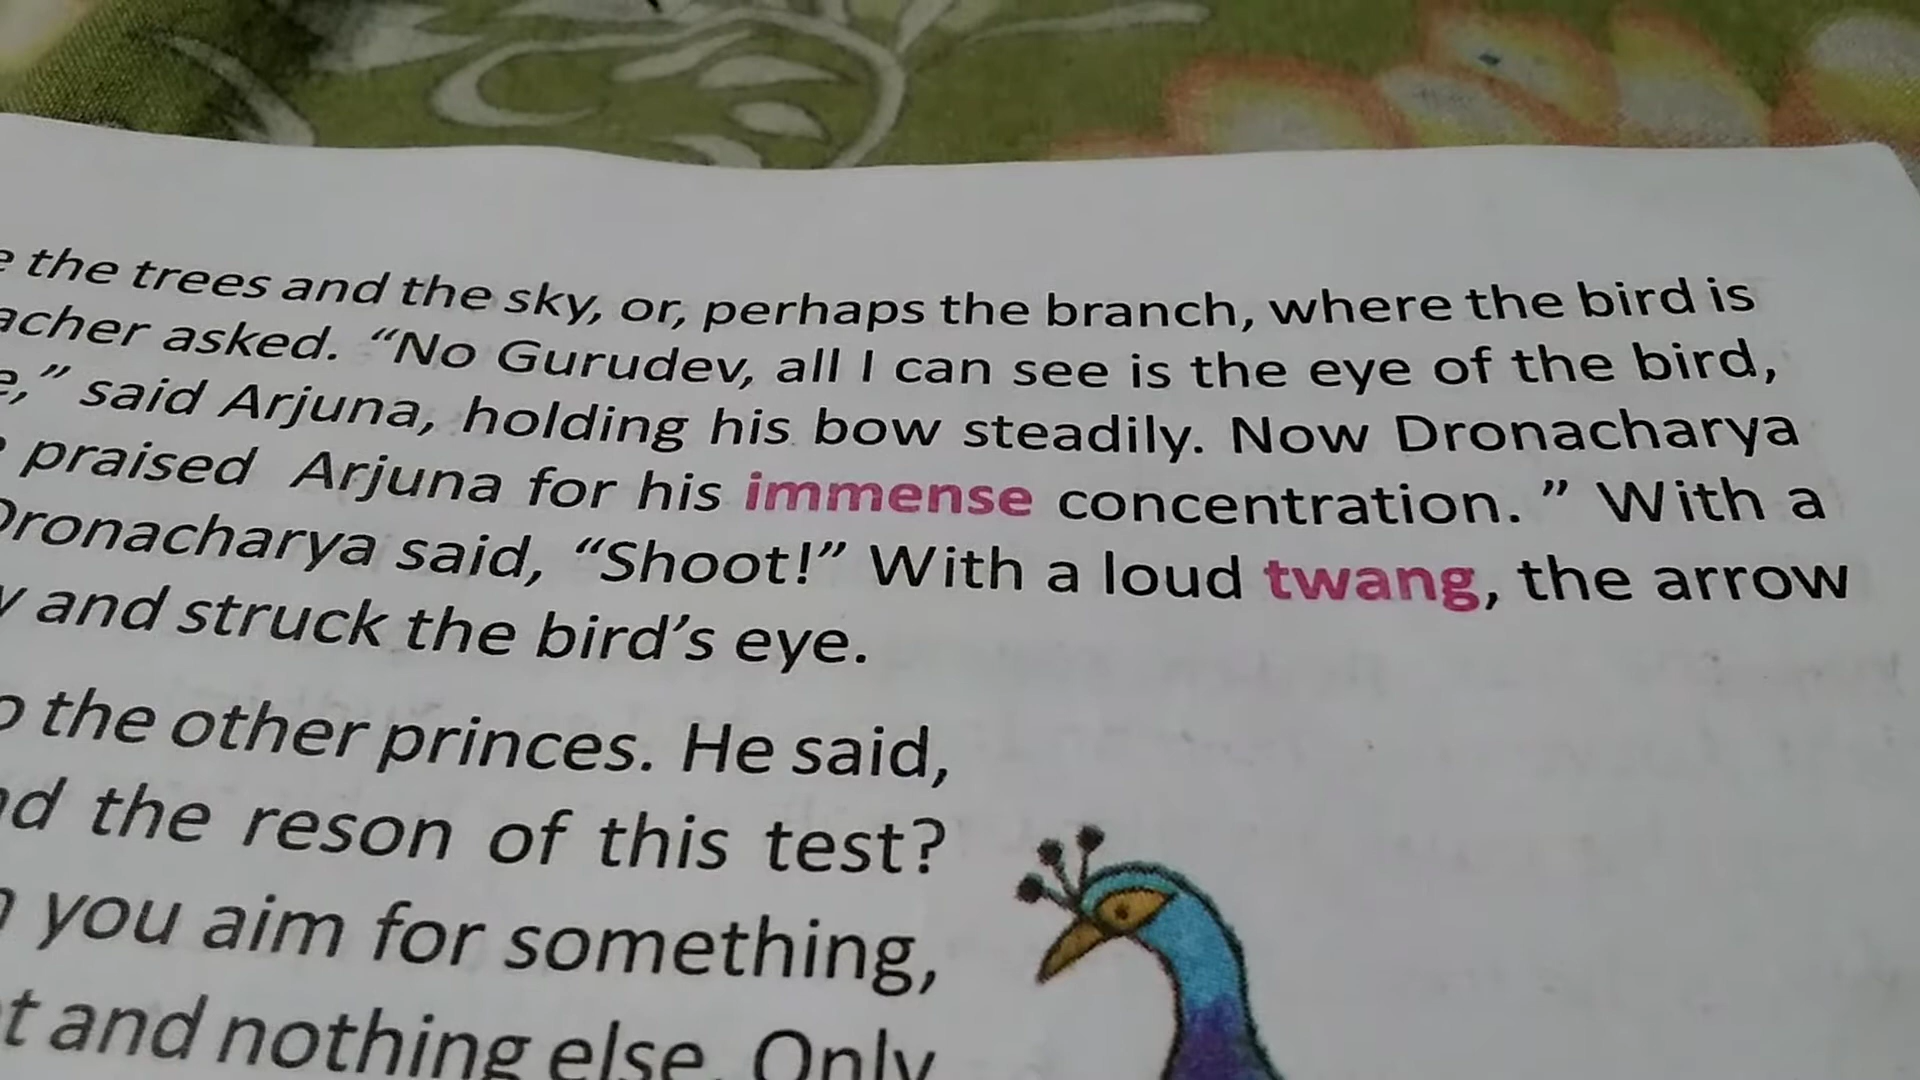 the trees and the sky, or, perhaps the branch, where the bird is
asked. “No Gurudev, all I can see is the eye of the bird,
said Arjuna, holding his bow steadily. Now Dronacharya
praised Arjuna for his immense concentration. ” With a
Dronacharya said, “Shoot!” With a loud twang, the arrow
and struck the bird’s eye.
the other princes. He said,
the reson of this test?
you aim for something,
and nothing else. Only